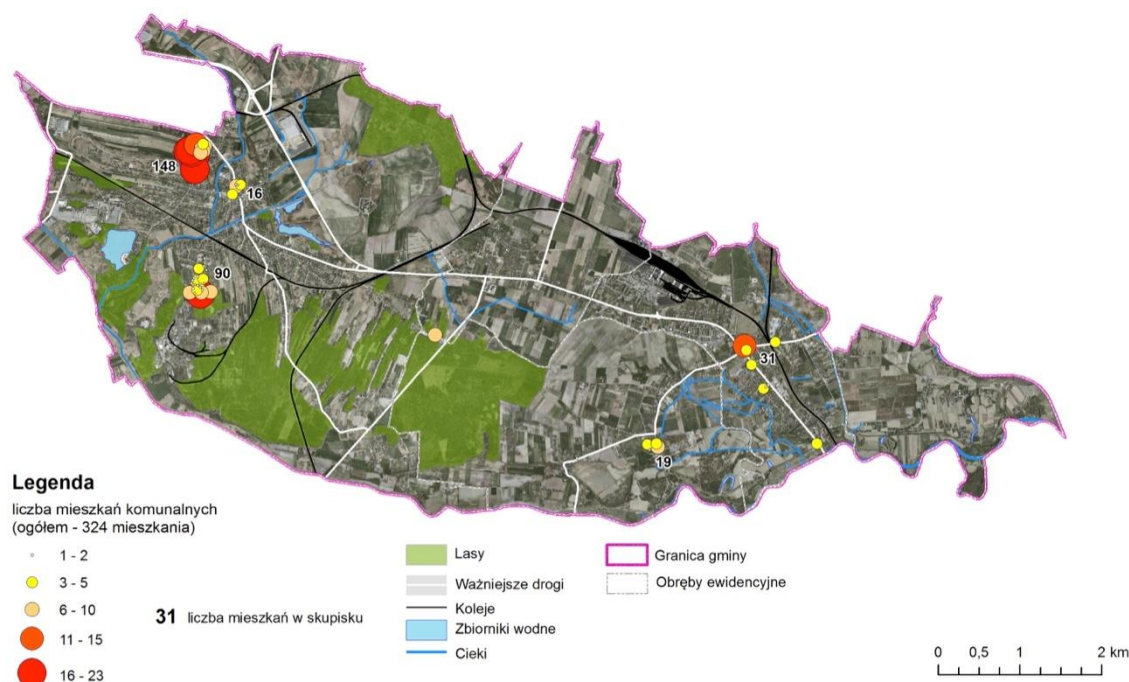 148
16
90
31
19
Legenda
liczba mieszkań komunalnych
(ogółem - 324 mieszkania)
1 - 2
3 - 5
6 - 10
11 - 15
16 - 23
31 liczba mieszkań w skupisku
Lasy
Ważniejsze drogi
Koleje
Zbiorniki wodne
Cieki
Granica gminy
Obręby ewidencyjne
0 0,5 1 2 km